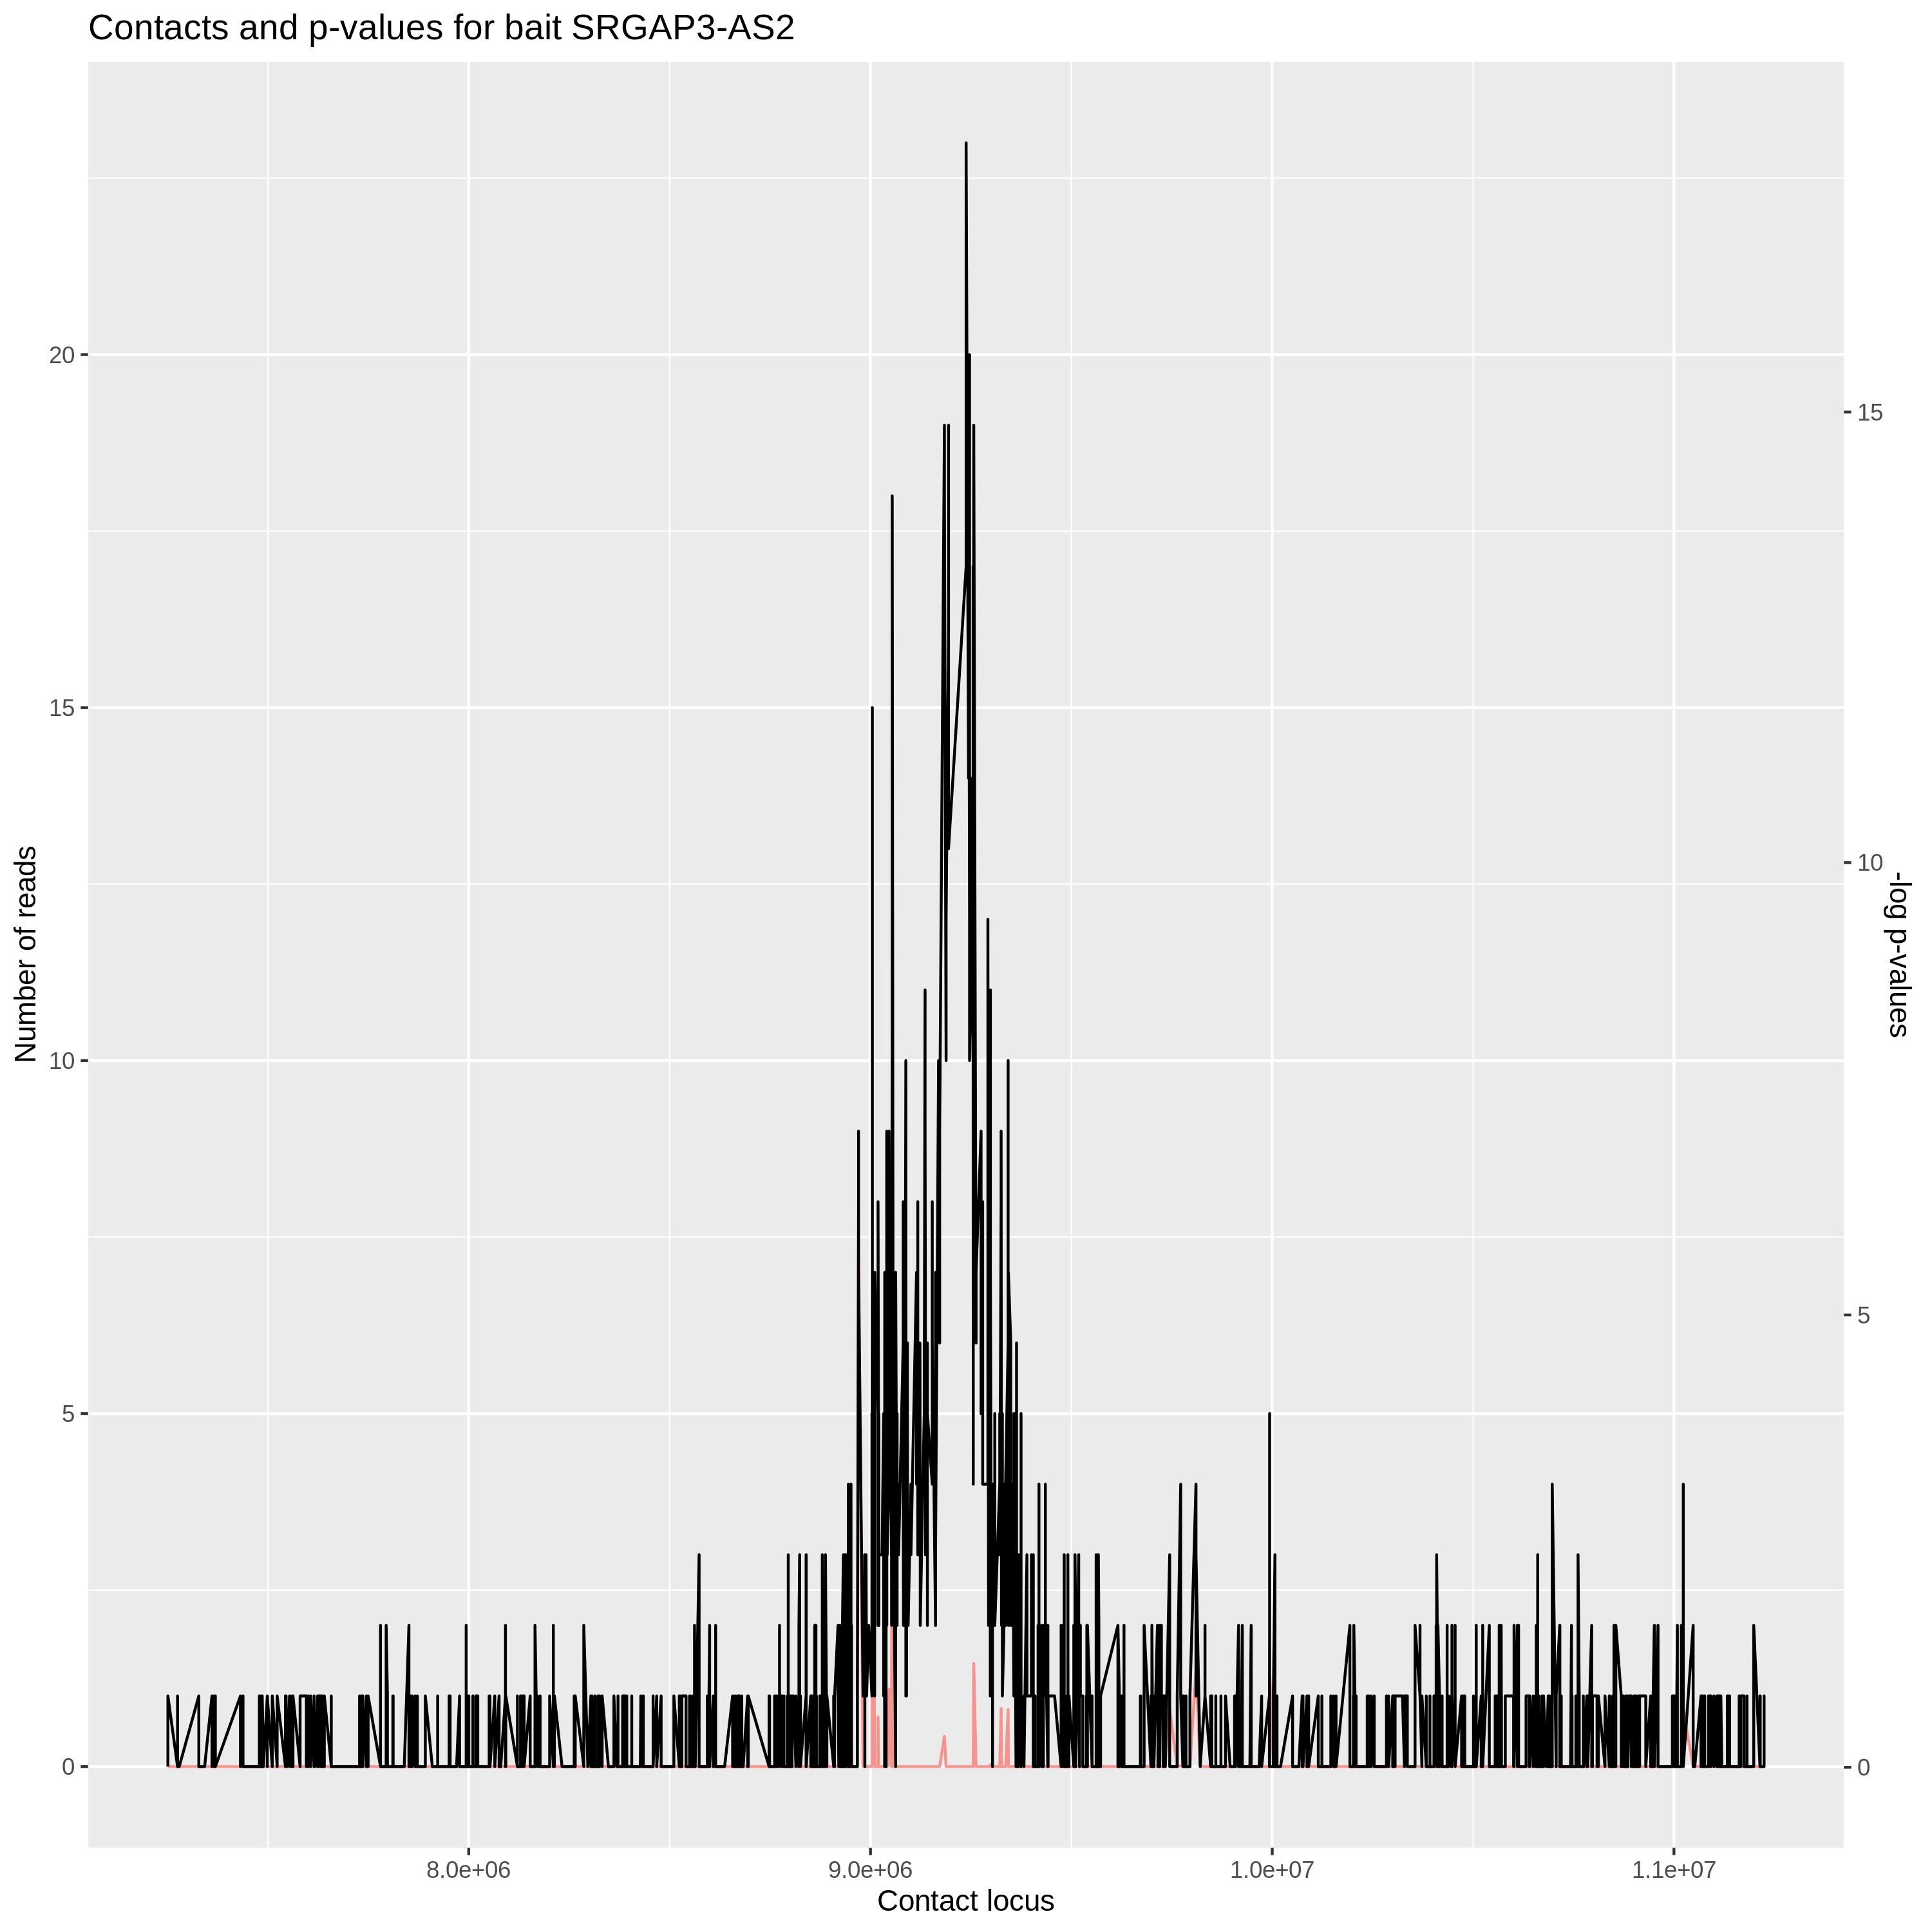 Contacts and p-values for bait SRGAP3-AS2
Number of reads
20
15
10
5
0
15
10
5
0
-log p-values
8.0e+06 9.0e+06 1.0e+07 1.1e+07
Contact locus